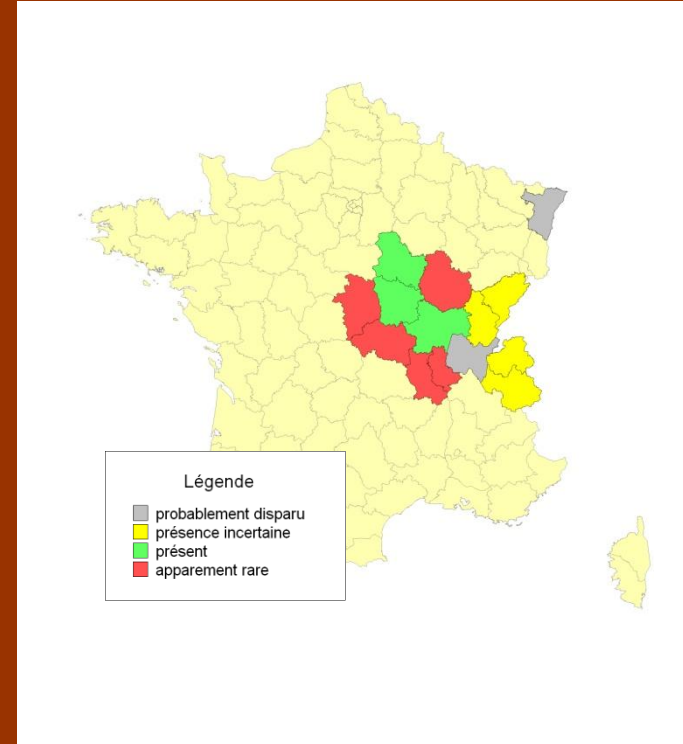 Légende
probablement disparu
présence incertaine
présent
apparement rare